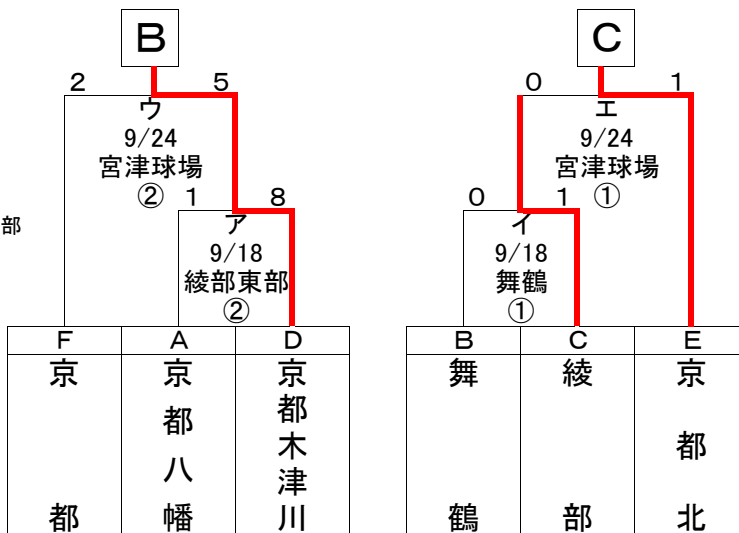 B
C
2 5
0 1
ウ
9/24
宮津球場
②
エ
9/24
宮津球場
①
1 8
0 1
部
ア
9/18
綾部東部
②
イ
9/18
舞鶴
①
F A D
B C E
京都
京都八幡
京都木津川
舞鶴
綾部
京都北